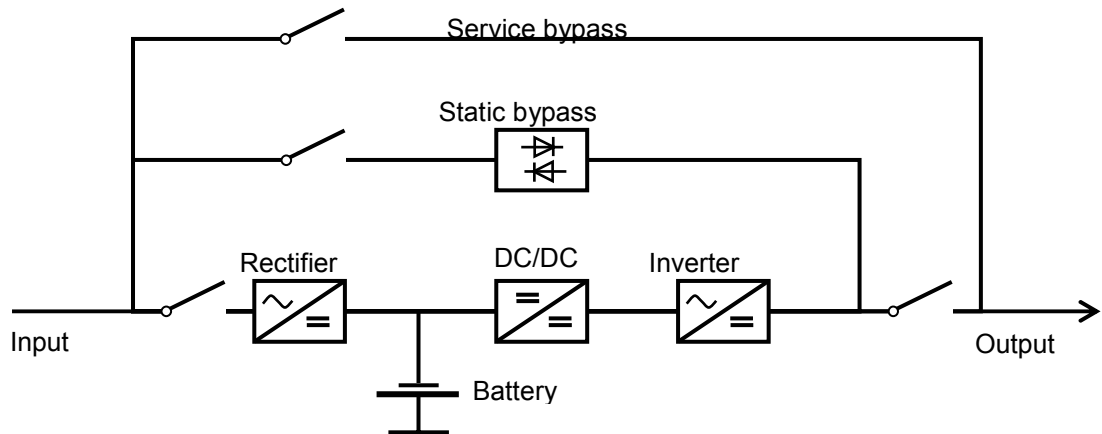 Service bypass
Static bypass
Rectifier
DC/DC
Inverter
Input
Output
Battery